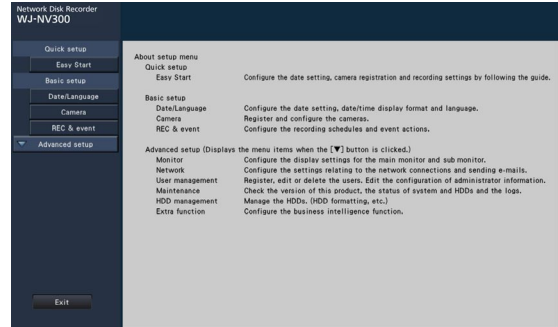 Network Disk Recorder
WJ-NV300
Quick setup
Easy Start
Basic setup
Date/Language
Camera
REC & event
Advanced setup
Exit
About setup menu
Quick setup
Easy Start Configure the date setting, camera registration and recording settings by following the guide.
Basic setup
Date/Language Configure the date setting, date/time display format and language.
Camera Register and configure the cameras.
REC & event Configure the recording schedules and event actions.
Advanced setup (Displays the menu items when the [▼] button is clicked.)
Monitor Configure the display settings for the main monitor and sub monitor.
Network Configure the settings relating to the network connections and sending e-mails.
User management Register, edit or delete the users. Edit the configuration of administrator information.
Maintenance Check the version of this product, the status of system and HDDs and the logs.
HDD management Manage the HDDs. (HDD formatting, etc.)
Extra function Configure the business intelligence function.